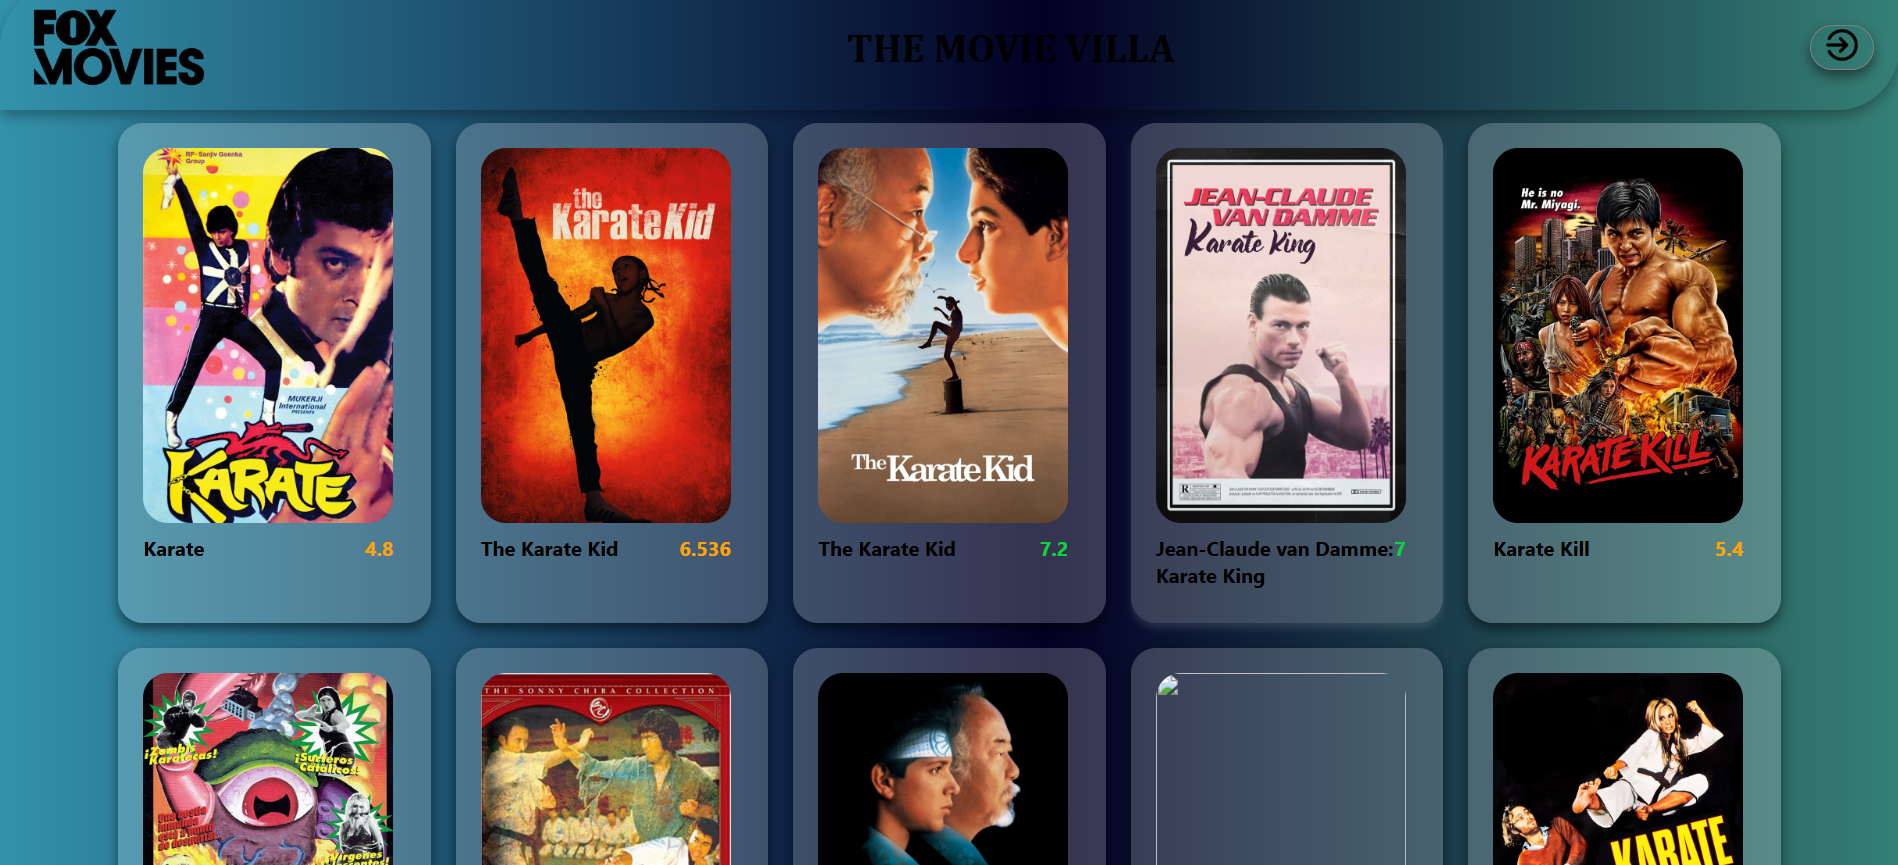 FOX
MOVIES
THE MOVIE VILLA
RP-Sanjiv Goenka
Group
MUKERJI
International
PRESENTS
KARATE
the
Karate Kid
The Karate Kid
JEAN-CLAUDE
VAN DAMME
Karate King
R
He is no
Mr. Miyagi.
KARATE KILL
Karate 4.8
The Karate Kid 6.536
The Karate Kid 7.2
Jean-Claude van Damme: 7
Karate King
Karate Kill 5.4
¡Zombis
Karatecas!
¡Surferos
Católicos!
Una bestia
inmunda
está a punto
de despertar.
¡Vírgenes
THE SONNY CHIBA COLLECTION
KARATE